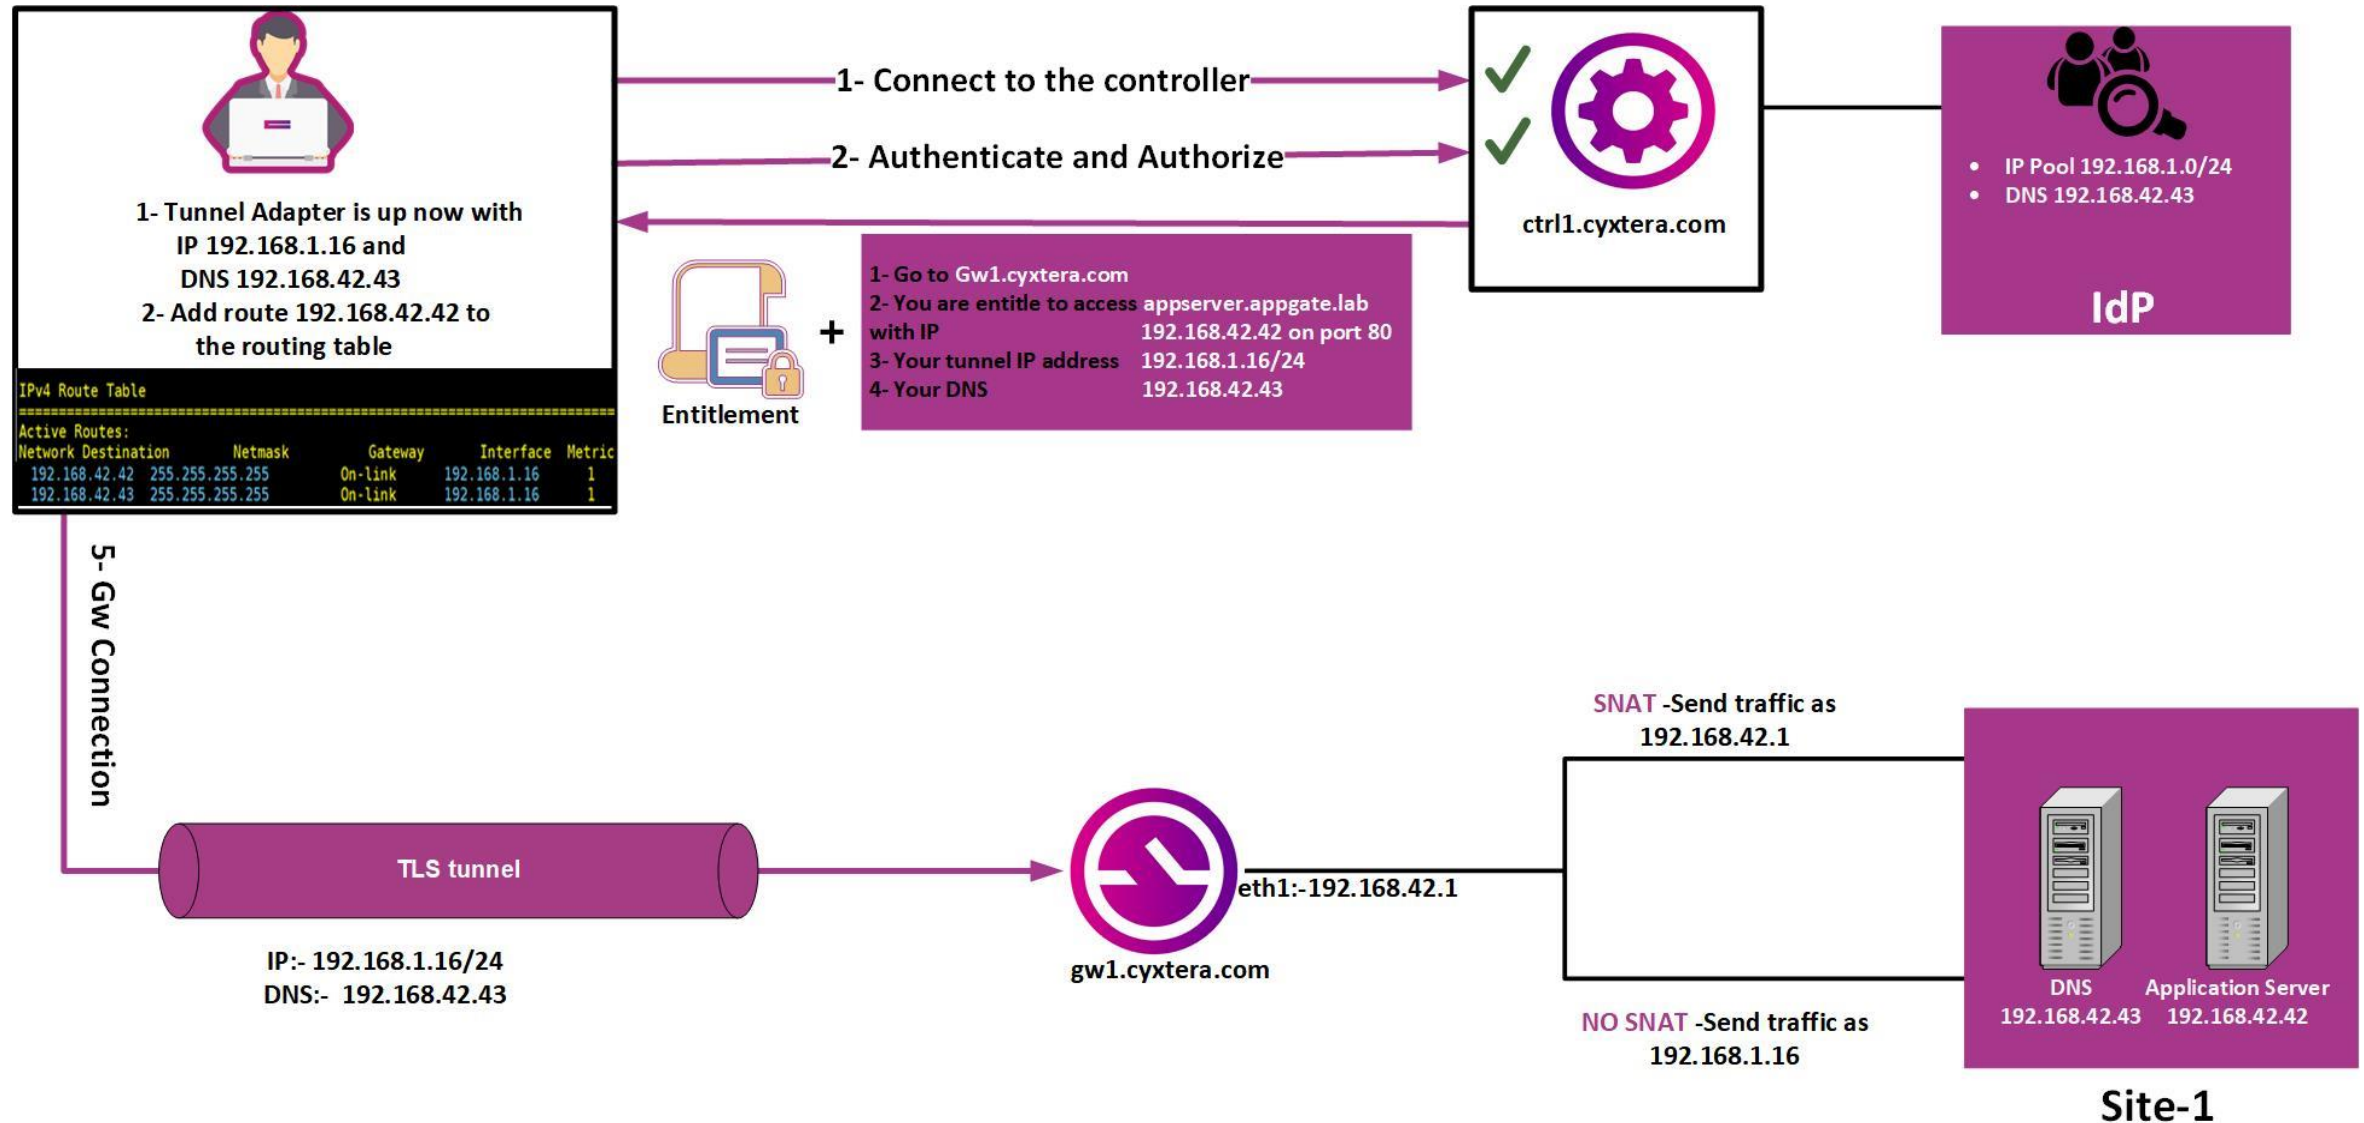 1- Connect to the controller
2- Authenticate and Authorize
1- Tunnel Adapter is up now with
IP 192.168.1.16 and
DNS 192.168.42.43
2- Add route 192.168.42.42 to
the routing table
IPv4 Route Table
===========================================================================
Active Routes:
Network Destination Netmask Gateway Interface Metric
192.168.42.42 255.255.255.255 On-link 192.168.1.16 1
192.168.42.43 255.255.255.255 On-link 192.168.1.16 1
Entitlement
+
1- Go to Gw1.cyxtera.com
2- You are entitle to access appserver.appgate.lab
with IP 192.168.42.42 on port 80
3- Your tunnel IP address 192.168.1.16/24
4- Your DNS 192.168.42.43
ctrl1.cyxtera.com
• IP Pool 192.168.1.0/24
• DNS 192.168.42.43
IdP
5- Gw Connection
TLS tunnel
IP:- 192.168.1.16/24
DNS:- 192.168.42.43
gw1.cyxtera.com
eth1:-192.168.42.1
SNAT -Send traffic as
192.168.42.1
NO SNAT -Send traffic as
192.168.1.16
DNS
192.168.42.43
Application Server
192.168.42.42
Site-1